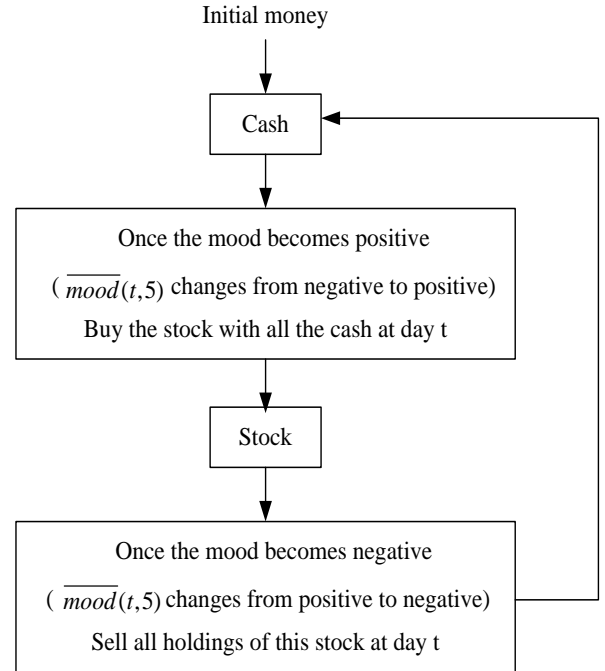 Initial money
Cash
Once the mood becomes positive
( \overline{mood}(t,5) changes from negative to positive)
Buy the stock with all the cash at day t
Stock
Once the mood becomes negative
( \overline{mood}(t,5) changes from positive to negative)
Sell all holdings of this stock at day t